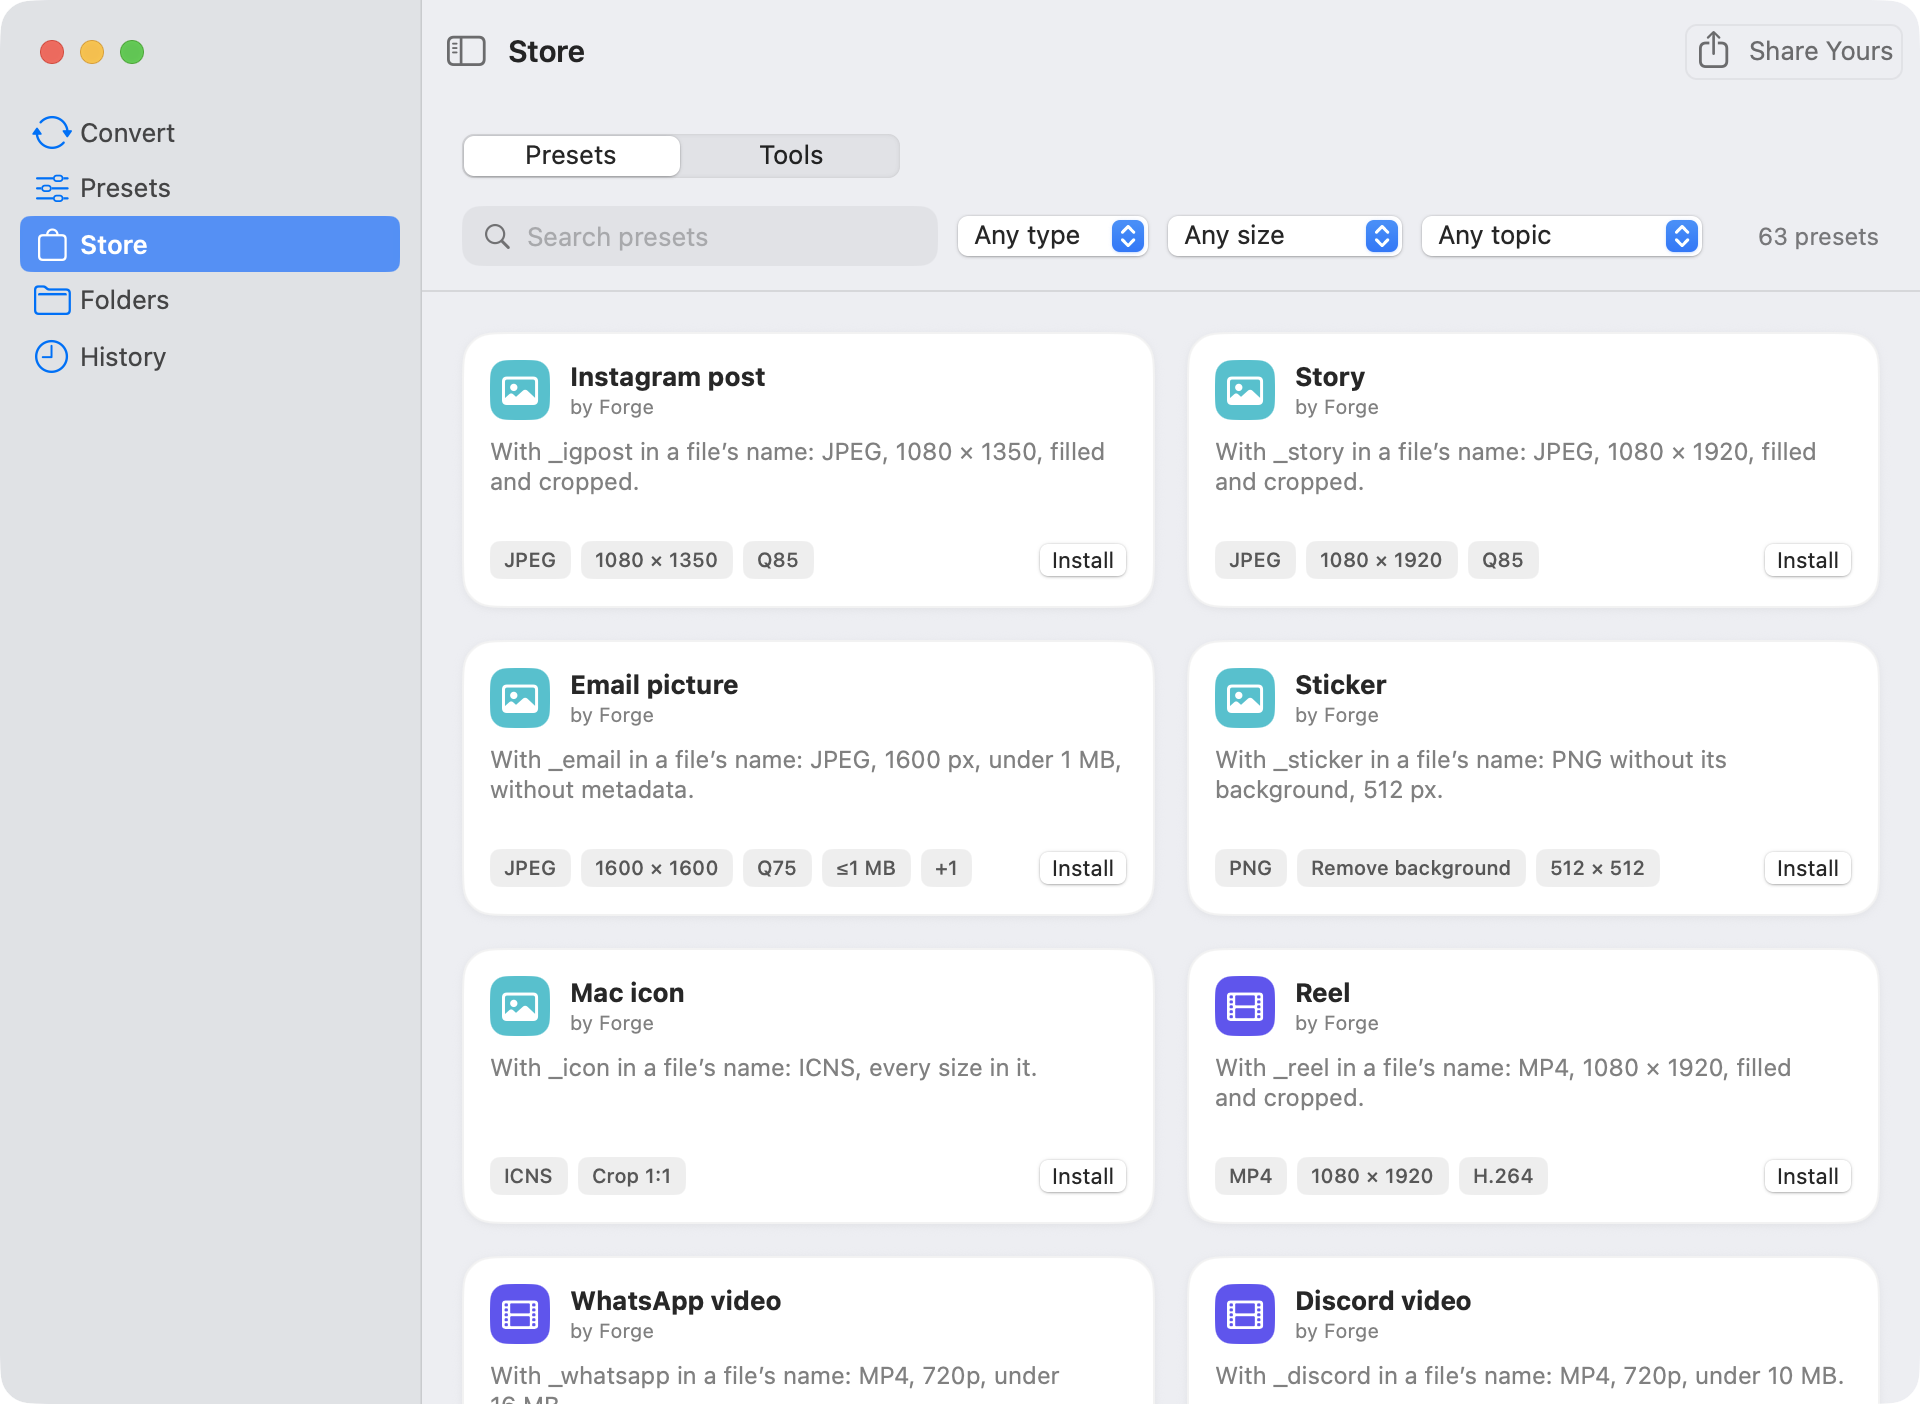 Store
Share Yours
Convert
Presets
Store
Folders
History
Presets
Tools
Search presets
Any type
Any size
Any topic
63 presets
Instagram post
by Forge
With _igpost in a file’s name: JPEG, 1080 × 1350, filled
and cropped.
JPEG
1080 × 1350
Q85
Install
Story
by Forge
With _story in a file’s name: JPEG, 1080 × 1920, filled
and cropped.
JPEG
1080 × 1920
Q85
Install
Email picture
by Forge
With _email in a file’s name: JPEG, 1600 px, under 1 MB,
without metadata.
JPEG
1600 × 1600
Q75
≤1 MB
+1
Install
Sticker
by Forge
With _sticker in a file’s name: PNG without its
background, 512 px.
PNG
Remove background
512 × 512
Install
Mac icon
by Forge
With _icon in a file’s name: ICNS, every size in it.
ICNS
Crop 1:1
Install
Reel
by Forge
With _reel in a file’s name: MP4, 1080 × 1920, filled
and cropped.
MP4
1080 × 1920
H.264
Install
WhatsApp video
by Forge
With _whatsapp in a file’s name: MP4, 720p, under
16 MB
Discord video
by Forge
With _discord in a file’s name: MP4, 720p, under 10 MB.